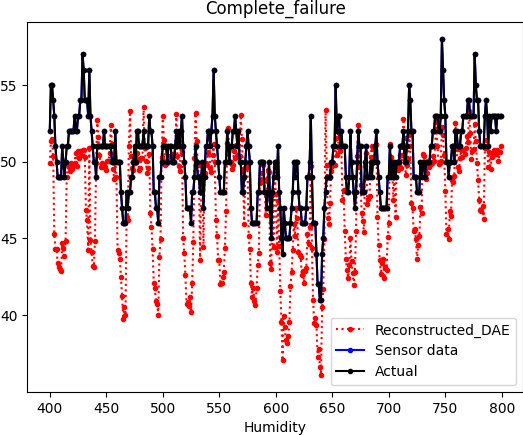 Complete_failure
55
50
45
40
Reconstructed_DAE
Sensor data
Actual
400 450 500 550 600 650 700 750 800
Humidity